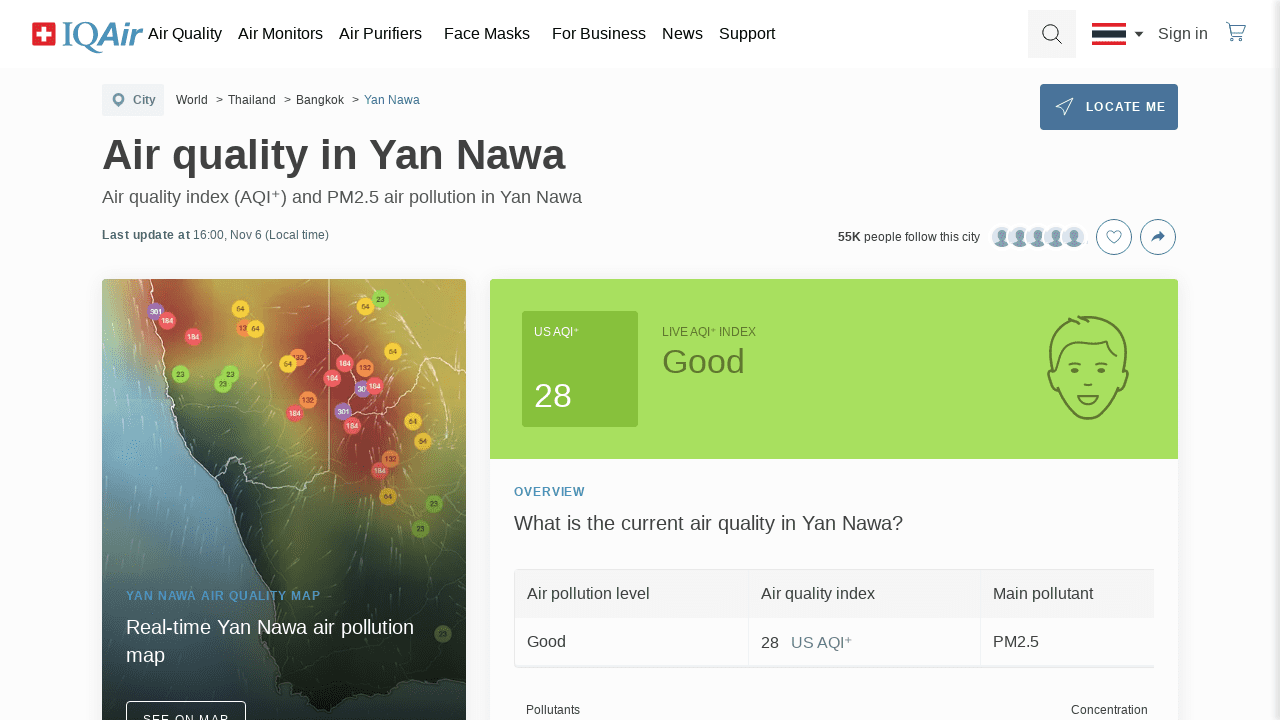 IQAir Air Quality Air Monitors Air Purifiers Face Masks For Business News Support Sign in
City World > Thailand > Bangkok > Yan Nawa
LOCATE ME
Air quality in Yan Nawa
Air quality index (AQI⁺) and PM2.5 air pollution in Yan Nawa
Last update at 16:00, Nov 6 (Local time)
55K people follow this city
301
184
184
64
132
64
64
23
23
23
23
64
132
184
184
132
64
301
184
132
184
301
184
64
64
132
184
64
23
23
23
YAN NAWA AIR QUALITY MAP
Real-time Yan Nawa air pollution
map
SEE ON MAP
US AQI⁺
28
LIVE AQI⁺ INDEX
Good
OVERVIEW
What is the current air quality in Yan Nawa?
Air pollution level Air quality index Main pollutant
Good 28 US AQI⁺ PM2.5
Pollutants Concentration